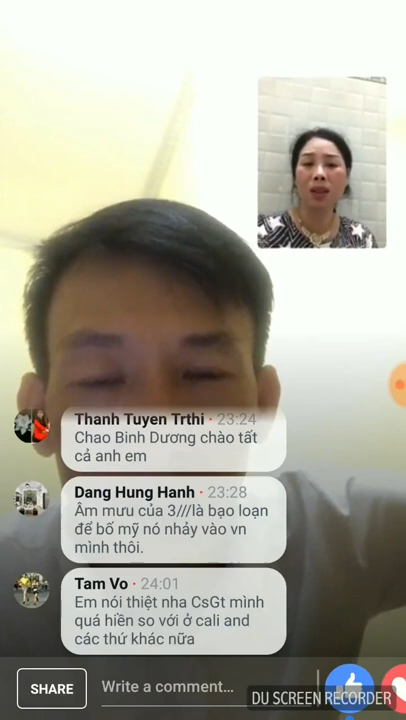 Thanh Tuyen Trthi · 23:24
Chao Binh Dương chào tất
cả anh em
Dang Hung Hanh · 23:28
Âm mưu của 3///là bạo loạn
để bố mỹ nó nhảy vào vn
mình thôi.
Tam Vo · 24:01
Em nói thiệt nha CsGt mình
quá hiền so với ở cali and
các thứ khác nữa
SHARE
Write a comment...
DU SCREEN RECORDER